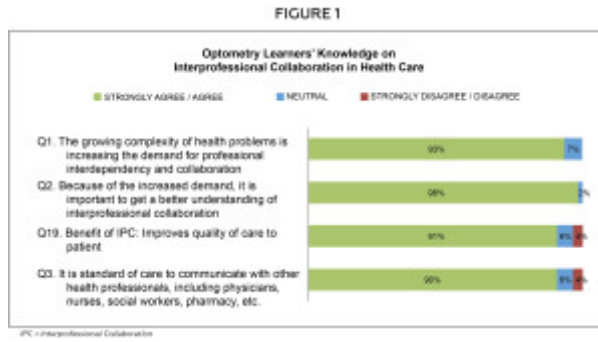 FIGURE 1
Optometry Learners' Knowledge on
Interprofessional Collaboration in Health Care
STRONGLY AGREE / AGREE NEUTRAL STRONGLY DISAGREE / DISAGREE
Q1. The growing complexity of health problems is
increasing the demand for professional
interdependency and collaboration
93% 7%
Q2. Because of the increased demand, it is
important to get a better understanding of
interprofessional collaboration
98% 2%
Q19. Benefit of IPC: Improves quality of care to
patient
91%
Q3. It is standard of care to communicate with other
health professionals, including physicians,
nurses, social workers, pharmacy, etc.
IPC = Interprofessional Collaboration